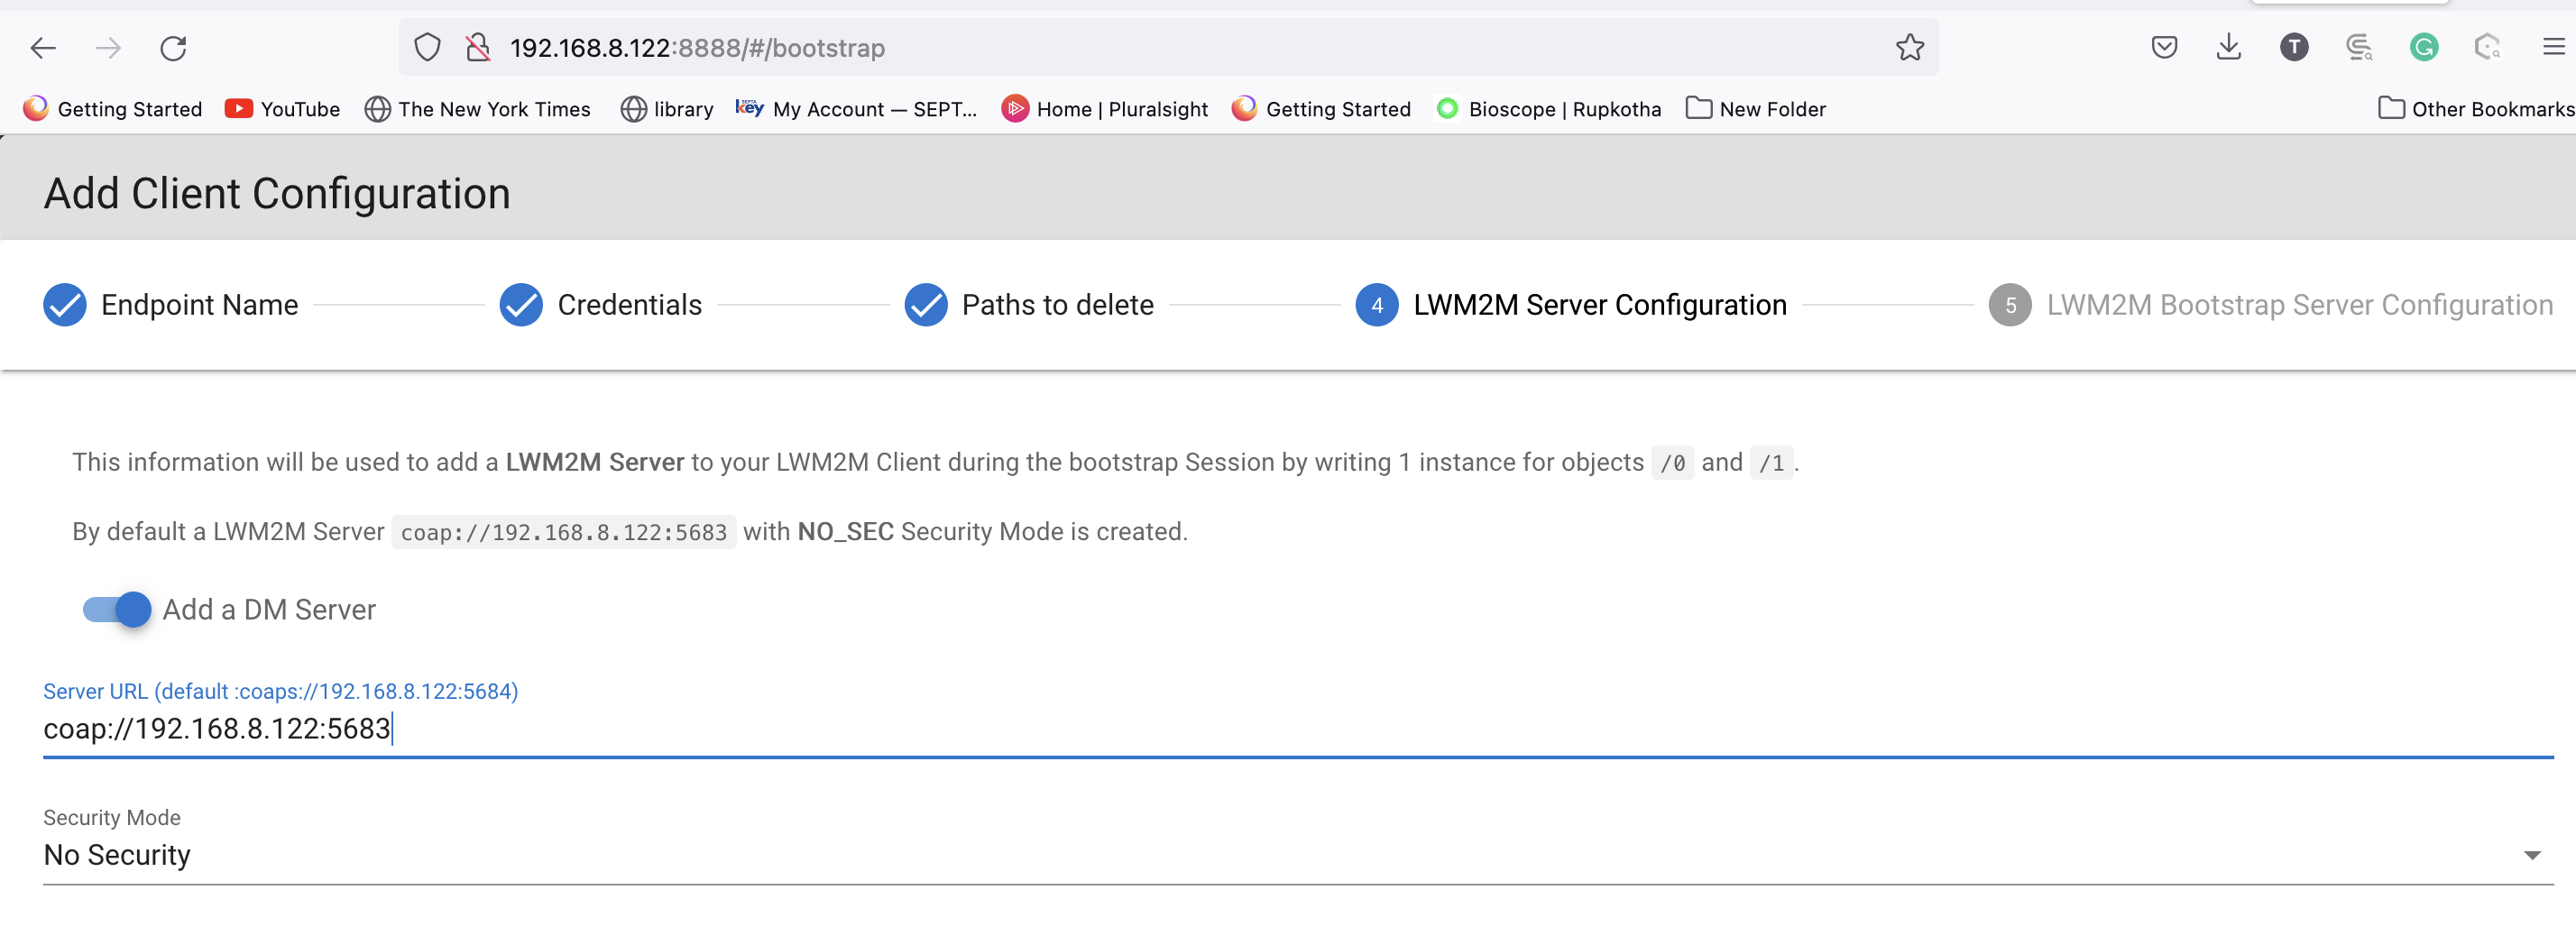 192.168.8.122:8888/#/bootstrap
T
G
Getting Started
YouTube
The New York Times
library
SEPTA key My Account — SEPT...
Home | Pluralsight
Getting Started
Bioscope | Rupkotha
New Folder
Other Bookmarks
Add Client Configuration
Endpoint Name
Credentials
Paths to delete
4 LWM2M Server Configuration
5 LWM2M Bootstrap Server Configuration
This information will be used to add a LWM2M Server to your LWM2M Client during the bootstrap Session by writing 1 instance for objects /0 and /1.
By default a LWM2M Server coap://192.168.8.122:5683 with NO_SEC Security Mode is created.
Add a DM Server
Server URL (default :coaps://192.168.8.122:5684)
coap://192.168.8.122:5683
Security Mode
No Security